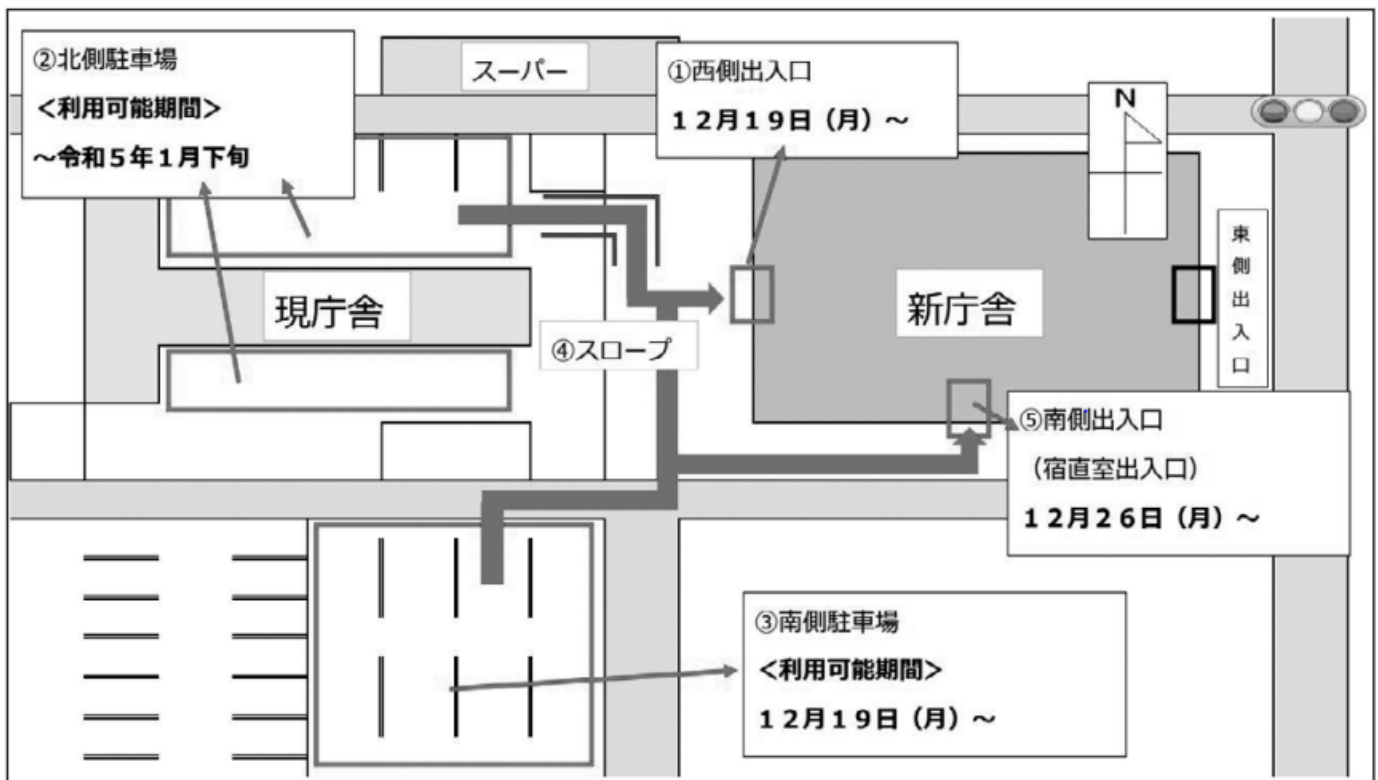 ②北側駐車場
＜利用可能期間＞
～令和５年１月下旬
スーパー
①西側出入口
１２月１９日（月）～
N
現庁舎
④スロープ
新庁舎
東側出入口
⑤南側出入口
（宿直室出入口）
１２月２６日（月）～
③南側駐車場
＜利用可能期間＞
１２月１９日（月）～